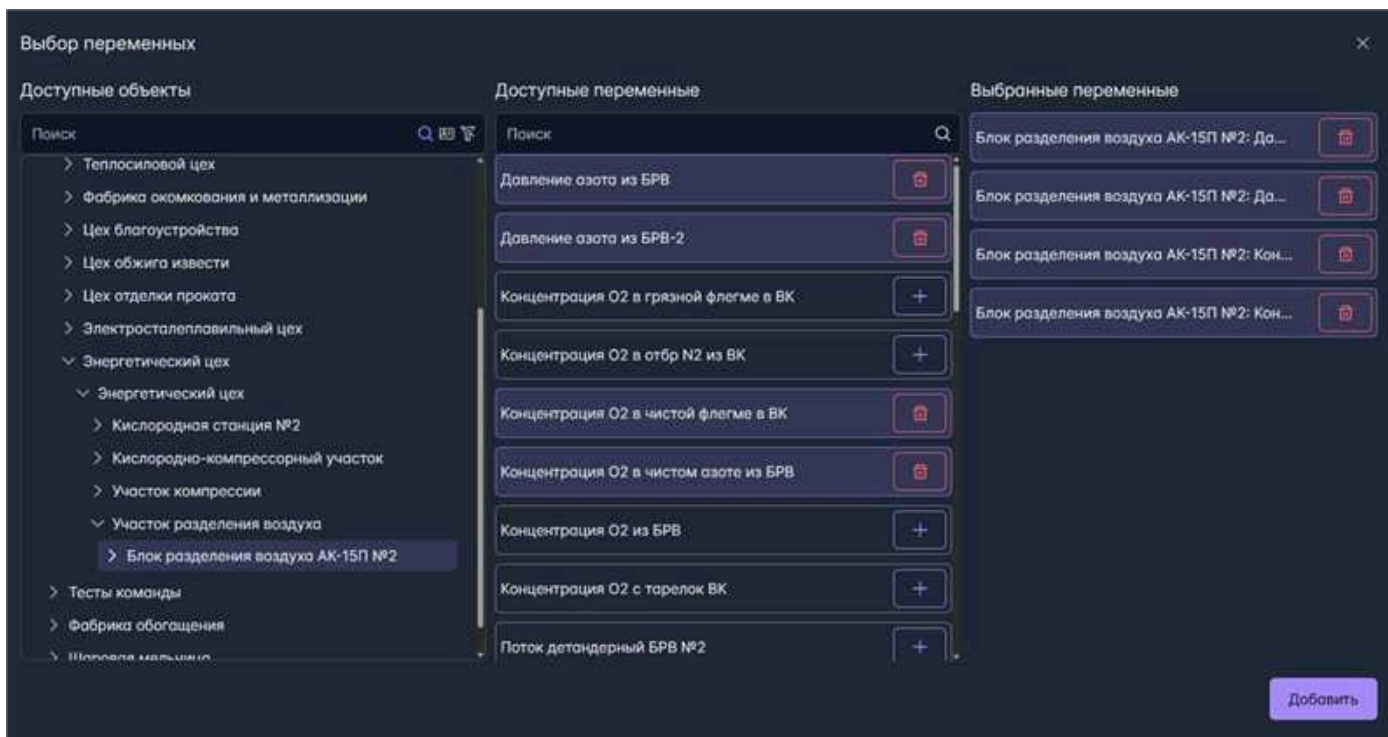 Выбор переменных
Доступные объекты
Поиск
Теплосиловой цех
Фабрика окомкования и металлизации
Цех благоустройства
Цех обжига извести
Цех отделки проката
Электросталеплавильный цех
Энергетический цех
Энергетический цех
Кислородная станция №2
Кислородно-компрессорный участок
Участок компрессии
Участок разделения воздуха
Блок разделения воздуха АК-15П №2
Тесты команды
Фабрика обогащения
Шаровая мельница
Доступные переменные
Поиск
Давление азота из БРВ
Давление азота из БРВ-2
Концентрация О2 в грязной флегме в ВК
Концентрация О2 в отбр N2 из ВК
Концентрация О2 в чистой флегме в ВК
Концентрация О2 в чистом азоте из БРВ
Концентрация О2 из БРВ
Концентрация О2 с тарелок ВК
Поток детандерный БРВ №2
Выбранные переменные
Блок разделения воздуха АК-15П №2: Да...
Блок разделения воздуха АК-15П №2: Да...
Блок разделения воздуха АК-15П №2: Кон...
Блок разделения воздуха АК-15П №2: Кон...
Добавить